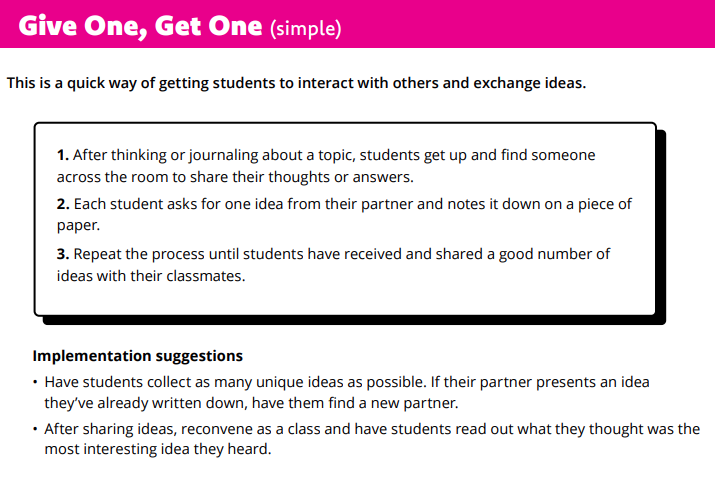 Give One, Get One (simple)
This is a quick way of getting students to interact with others and exchange ideas.
1. After thinking or journaling about a topic, students get up and find someone
across the room to share their thoughts or answers.
2. Each student asks for one idea from their partner and notes it down on a piece of
paper.
3. Repeat the process until students have received and shared a good number of
ideas with their classmates.
Implementation suggestions
• Have students collect as many unique ideas as possible. If their partner presents an idea
they’ve already written down, have them find a new partner.
• After sharing ideas, reconvene as a class and have students read out what they thought was the
most interesting idea they heard.